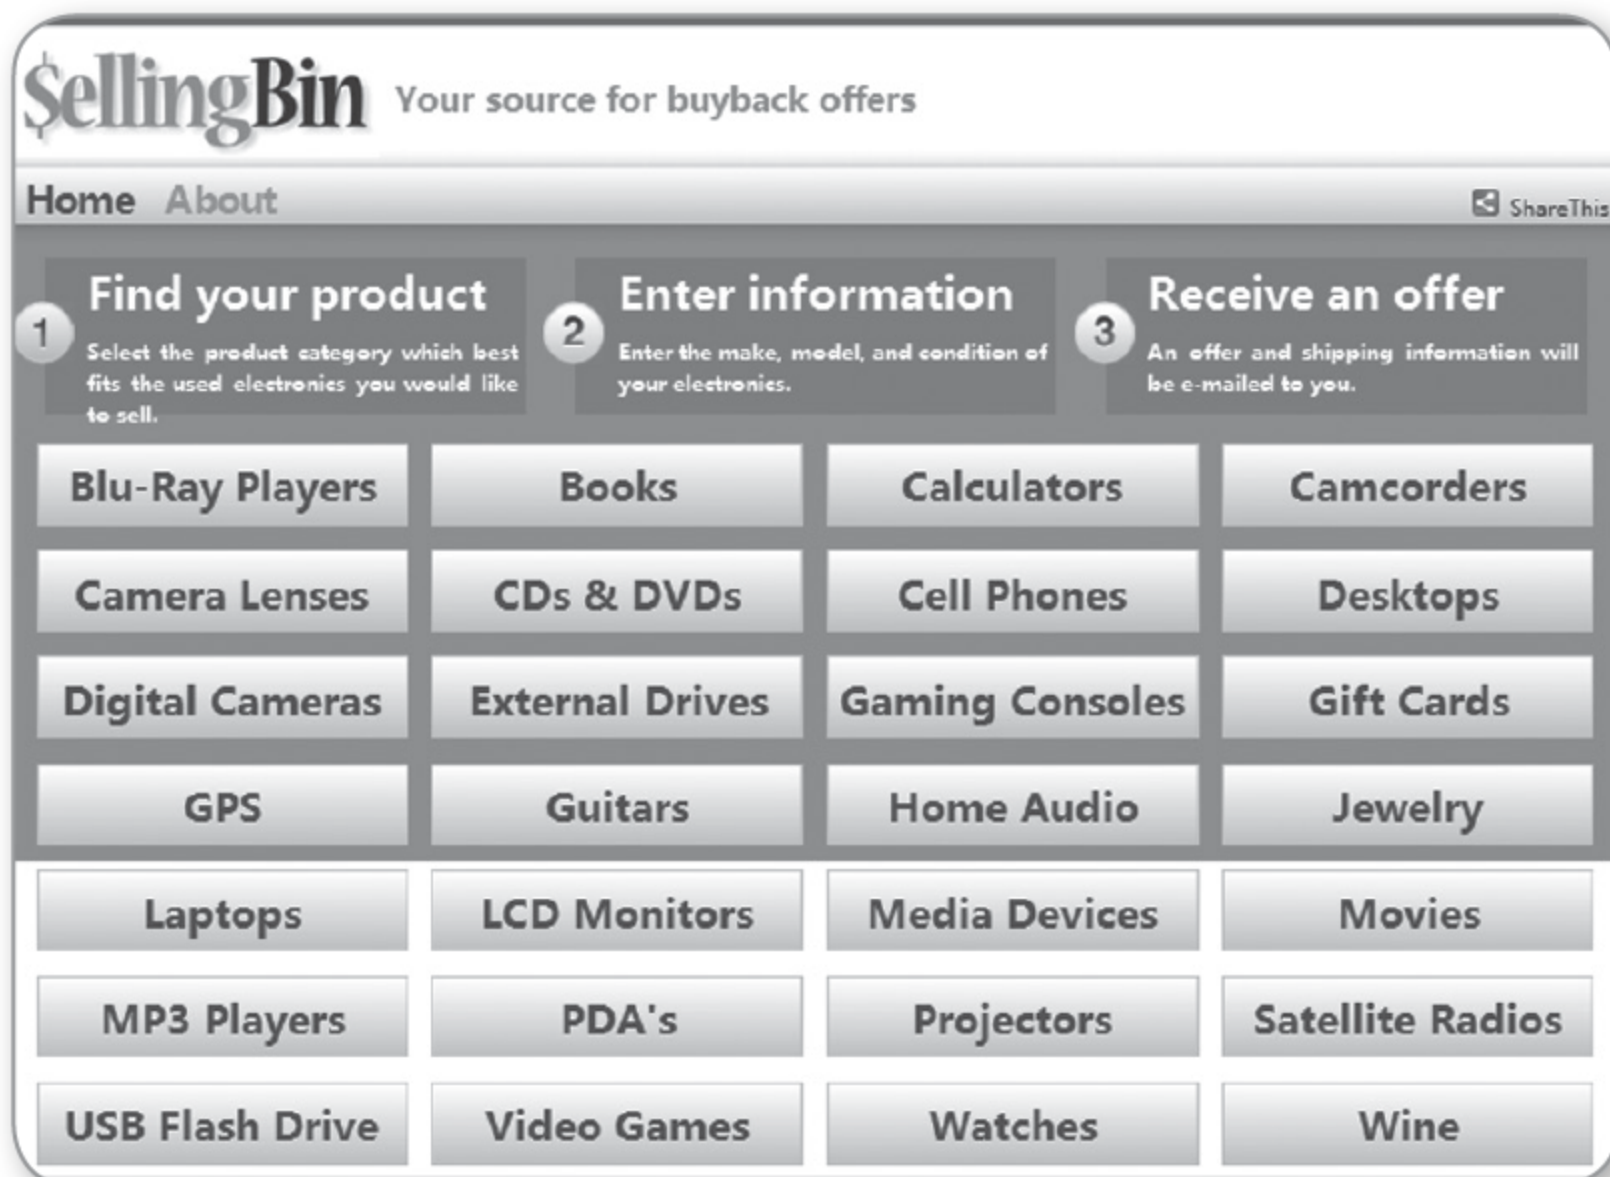 $ellingBin Your source for buyback offers
Home About ShareThis
1 Find your product
Select the product category which best
fits the used electronics you would like
to sell.
2 Enter information
Enter the make, model, and condition of
your electronics.
3 Receive an offer
An offer and shipping information will
be e-mailed to you.
Blu-Ray Players Books Calculators Camcorders
Camera Lenses CDs & DVDs Cell Phones Desktops
Digital Cameras External Drives Gaming Consoles Gift Cards
GPS Guitars Home Audio Jewelry
Laptops LCD Monitors Media Devices Movies
MP3 Players PDA's Projectors Satellite Radios
USB Flash Drive Video Games Watches Wine